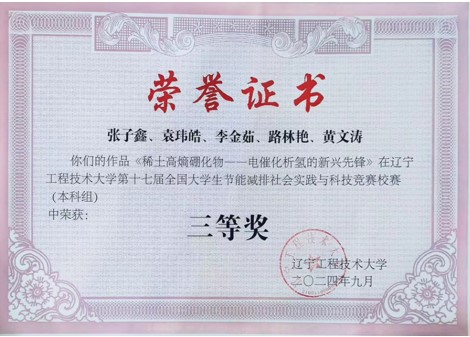 荣誉证书
张子鑫、袁玮皓、李金茹、路林艳、黄文涛
你们的作品《稀土高熵硼化物——电催化析氢的新兴先锋》在辽宁
工程技术大学第十七届全国大学生节能减排社会实践与科技竞赛校赛
（本科组）
中荣获：
三等奖
辽宁工程技术大学
二〇二四年九月